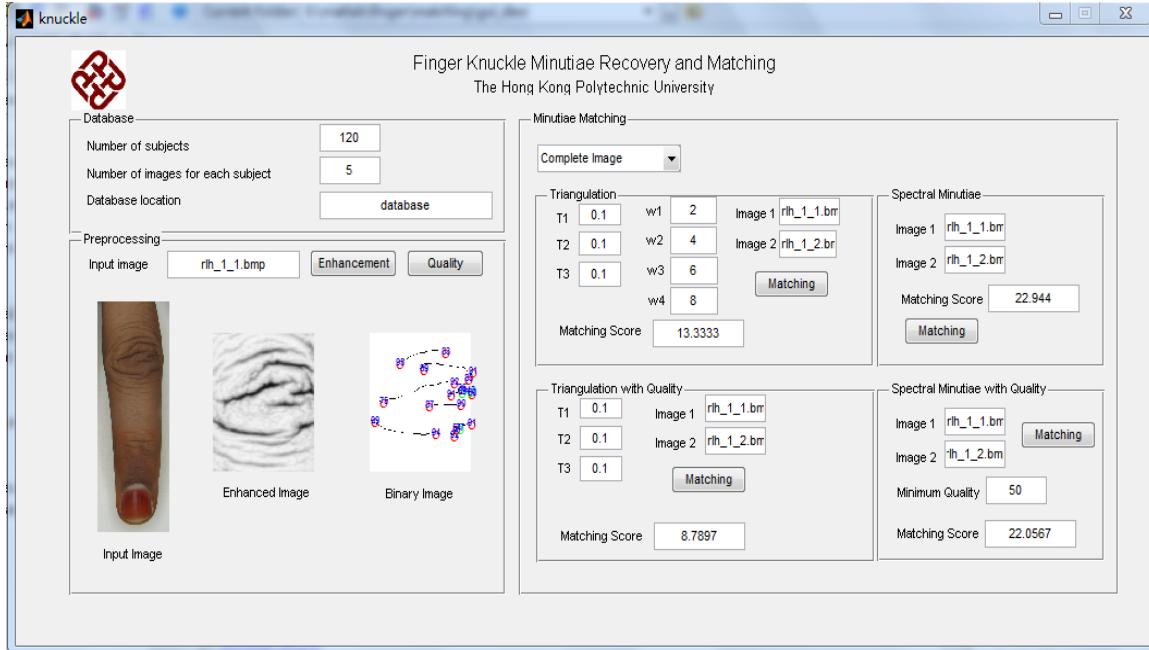 knuckle
Finger Knuckle Minutiae Recovery and Matching
The Hong Kong Polytechnic University
Database
Number of subjects 120
Number of images for each subject 5
Database location database
Preprocessing
Input image rlh_1_1.bmp Enhancement Quality
Input Image
Enhanced Image
Binary Image
Minutiae Matching
Complete Image
Triangulation
T1 0.1 w1 2 Image 1 rlh_1_1.bm
T2 0.1 w2 4 Image 2 rlh_1_2.br
T3 0.1 w3 6 Matching
w4 8
Matching Score 13.3333
Spectral Minutiae
Image 1 rlh_1_1.bm
Image 2 rlh_1_2.bm
Matching Score 22.944
Matching
Triangulation with Quality
T1 0.1 Image 1 rlh_1_1.bm
T2 0.1 Image 2 rlh_1_2.bm
T3 0.1 Matching
Matching Score 8.7897
Spectral Minutiae with Quality
Image 1 rlh_1_1.bm Matching
Image 2 rlh_1_2.bm
Minimum Quality 50
Matching Score 22.0567